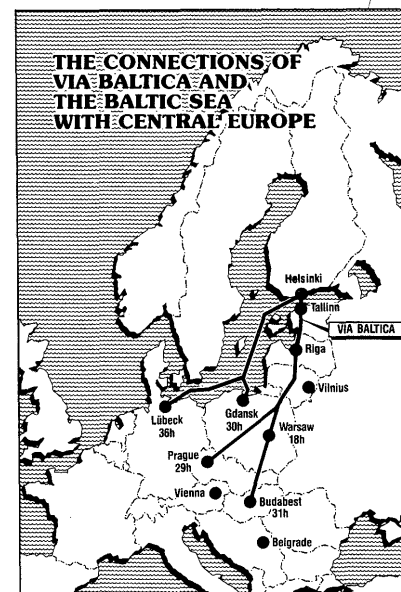 THE CONNECTIONS OF
VIA BALTICA AND
THE BALTIC SEA
WITH CENTRAL EUROPE
Helsinki
Tallinn
VIA BALTICA
Riga
Vilnius
Lübeck
36h
Gdansk
30h
Warsaw
18h
Prague
29h
Vienna
Budabest
31h
Belgrade